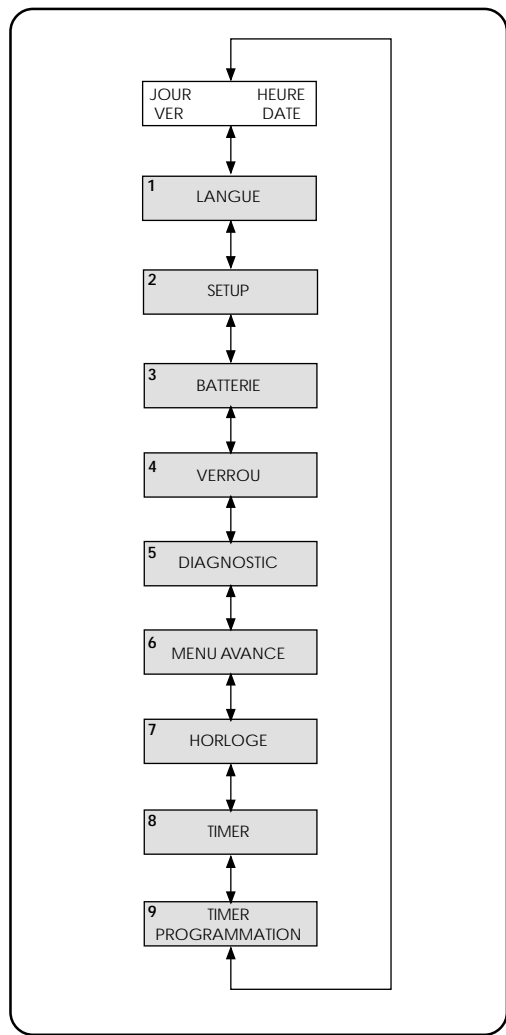 JOUR HEURE
VER DATE
1
LANGUE
2
SETUP
3
BATTERIE
4
VERROU
5
DIAGNOSTIC
6
MENU AVANCE
7
HORLOGE
8
TIMER
9
TIMER
PROGRAMMATION